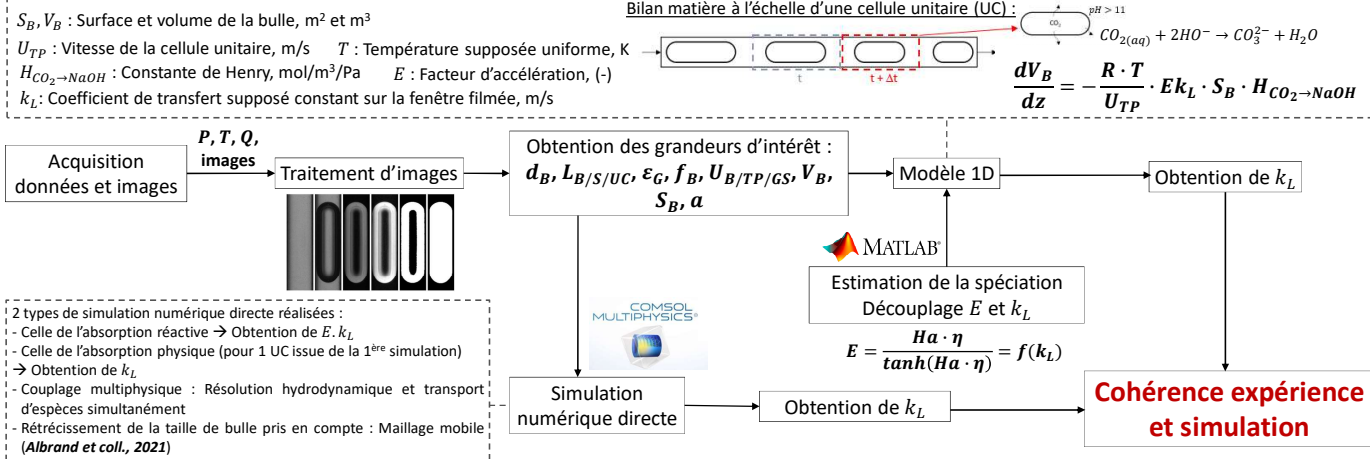 S_B, V_B : Surface et volume de la bulle, m² et m³
U_TP : Vitesse de la cellule unitaire, m/s T : Température supposée uniforme, K
H_{CO_2→NaOH} : Constante de Henry, mol/m³/Pa E : Facteur d'accélération, (-)
k_L: Coefficient de transfert supposé constant sur la fenêtre filmée, m/s
Bilan matière à l'échelle d'une cellule unitaire (UC) :
t
t + Δt
CO₂
pH > 11
CO_{2(aq)} + 2HO⁻ → CO₃²⁻ + H₂O
dV_B/dz = − R · T/U_TP · Ek_L · S_B · H_{CO_2→NaOH}
Acquisition
données et images
P, T, Q,
images
Traitement d'images
Obtention des grandeurs d'intérêt :
d_B, L_{B/S/UC}, ε_G, f_B, U_{B/TP/GS}, V_B,
S_B, a
Modèle 1D
Obtention de k_L
MATLAB®
Estimation de la spéciation
Découplage E et k_L
E = Ha · η/tanh(Ha · η) = f(k_L)
2 types de simulation numérique directe réalisées :
- Celle de l'absorption réactive → Obtention de E.k_L
- Celle de l'absorption physique (pour 1 UC issue de la 1ère simulation)
→ Obtention de k_L
- Couplage multiphysique : Résolution hydrodynamique et transport
d'espèces simultanément
- Rétrécissement de la taille de bulle pris en compte : Maillage mobile
(Albrand et coll., 2021)
COMSOL
MULTIPHYSICS®
Simulation
numérique directe
Obtention de k_L
Cohérence expérience
et simulation